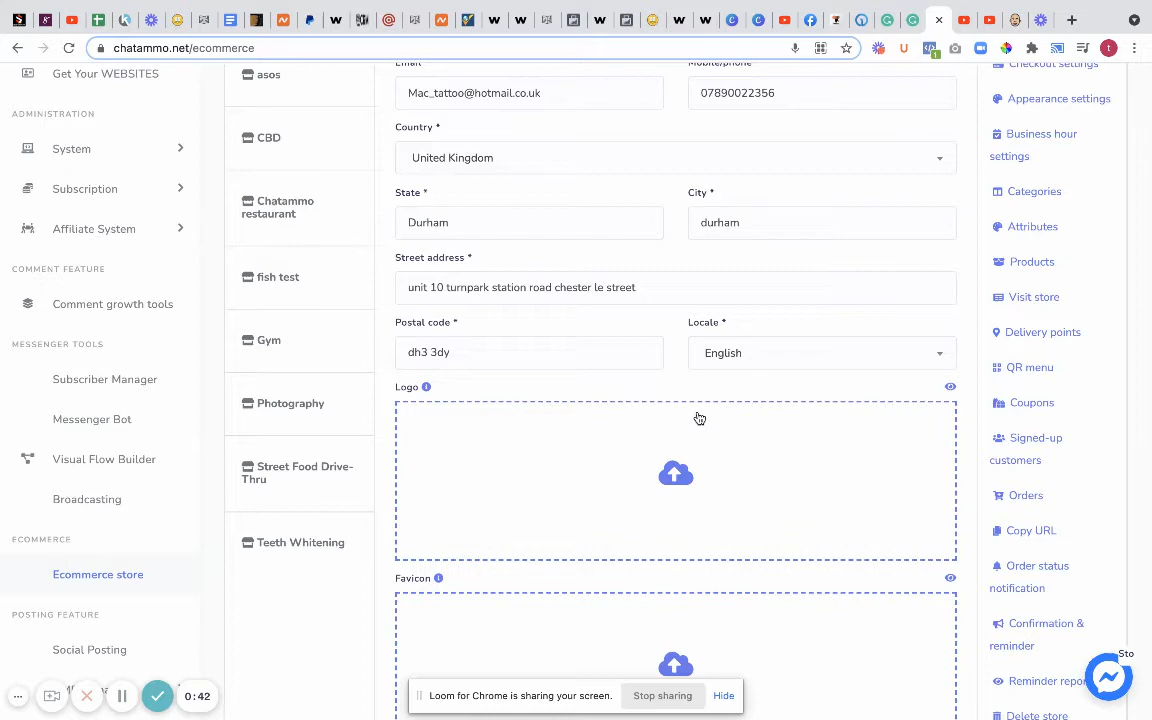 chatammo.net/ecommerce
t
Get Your WEBSITES
ADMINISTRATION
System
Subscription
Affiliate System
COMMENT FEATURE
Comment growth tools
MESSENGER TOOLS
Subscriber Manager
Messenger Bot
Visual Flow Builder
Broadcasting
ECOMMERCE
Ecommerce store
POSTING FEATURE
Social Posting
0:42
asos
CBD
Chatammo
restaurant
fish test
Gym
Photography
Street Food Drive-
Thru
Teeth Whitening
Email
Mobile/phone
Mac_tattoo@hotmail.co.uk
07890022356
Country *
United Kingdom
State *
City *
Durham
durham
Street address *
unit 10 turnpark station road chester le street
Postal code *
Locale *
dh3 3dy
English
Logo
Favicon
Loom for Chrome is sharing your screen.
Stop sharing
Hide
Checkout settings
Appearance settings
Business hour
settings
Categories
Attributes
Products
Visit store
Delivery points
QR menu
Coupons
Signed-up
customers
Orders
Copy URL
Order status
notification
Confirmation &
reminder
Sto
Reminder repor
Delete store